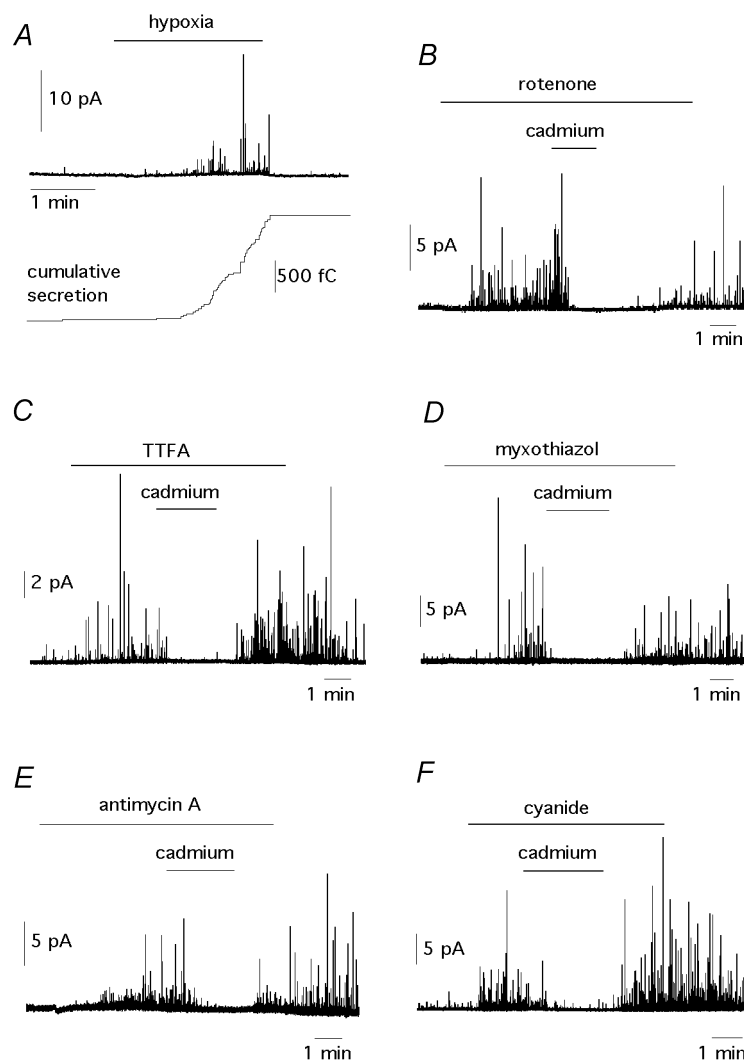 A
hypoxia
10 pA
1 min
cumulative
secretion
500 fC
B
rotenone
cadmium
5 pA
1 min
C
TTFA
cadmium
2 pA
1 min
D
myxothiazol
cadmium
5 pA
1 min
E
antimycin A
cadmium
5 pA
1 min
F
cyanide
cadmium
5 pA
1 min